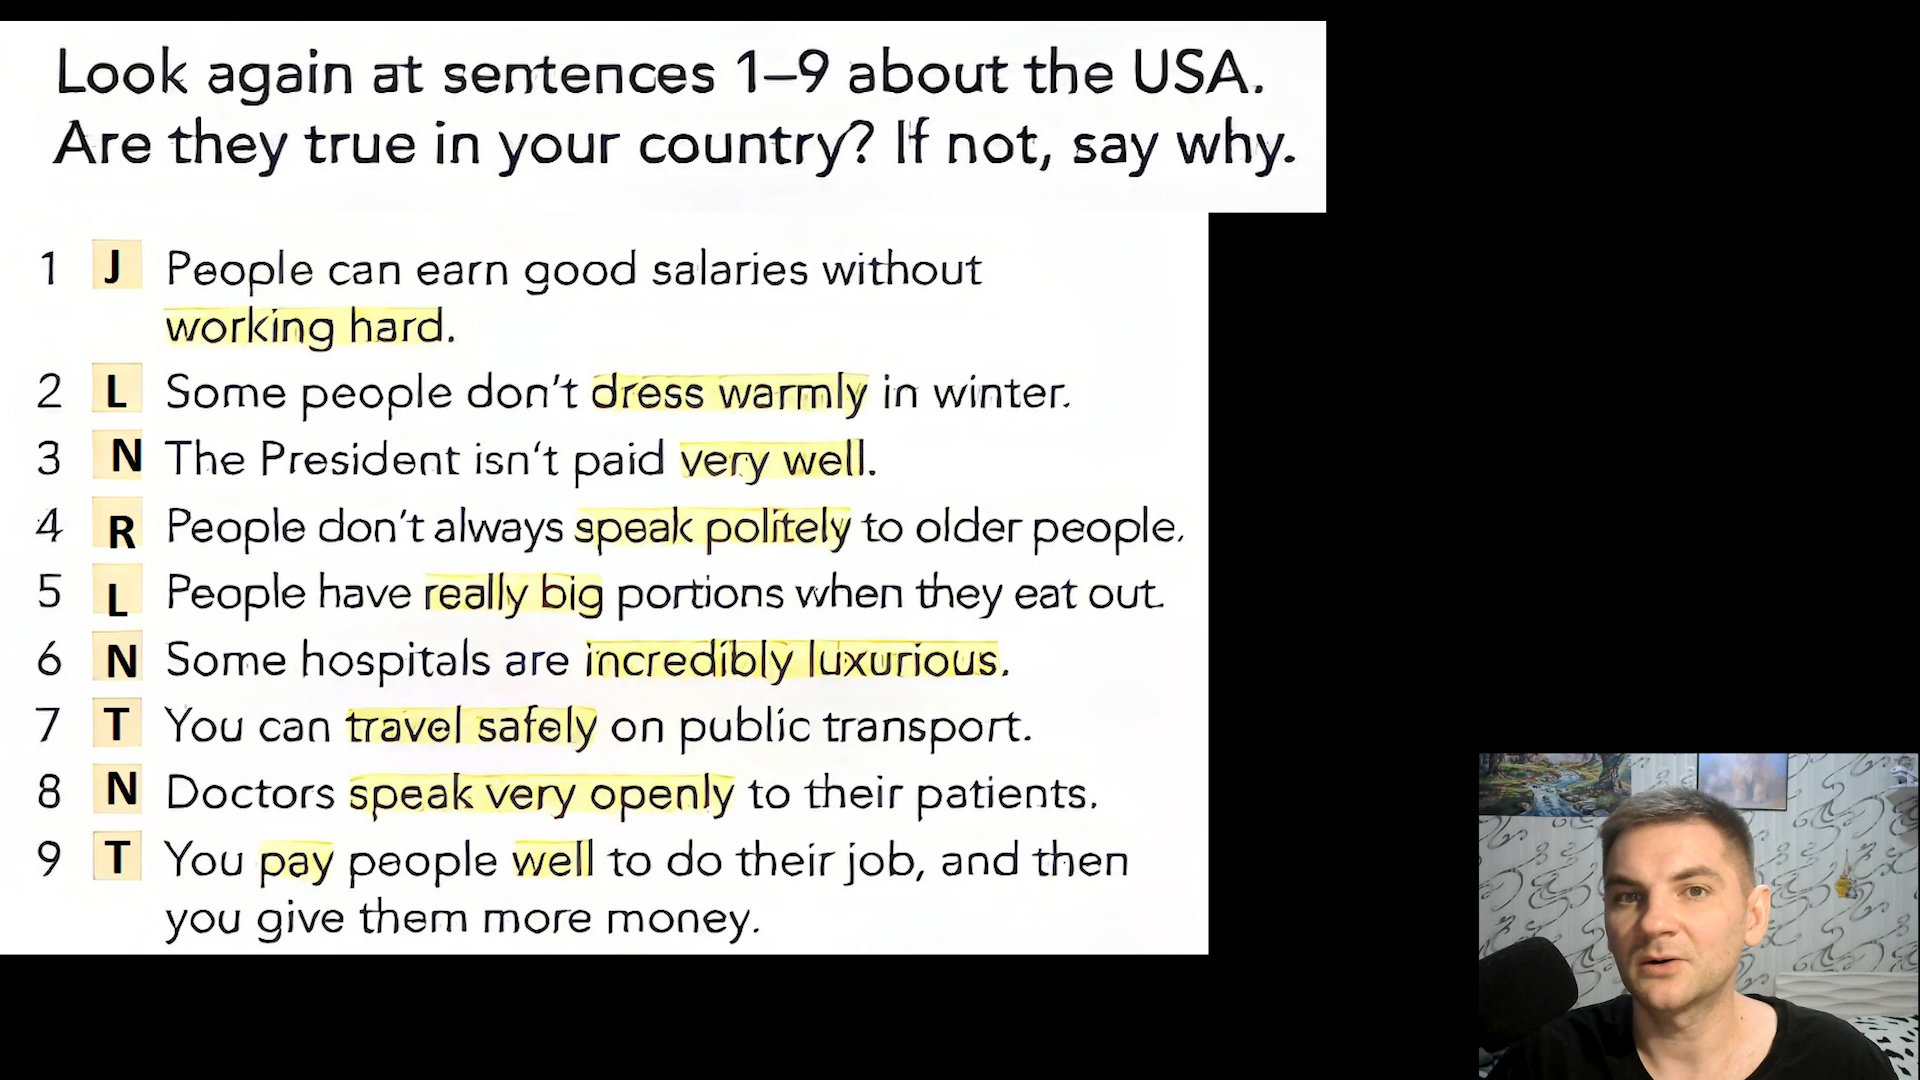 Look again at sentences 1–9 about the USA.
Are they true in your country? If not, say why.
1 J People can earn good salaries without
working hard.
2 L Some people don't dress warmly in winter.
3 N The President isn't paid very well.
4 R People don't always speak politely to older people.
5 L People have really big portions when they eat out.
6 N Some hospitals are incredibly luxurious.
7 T You can travel safely on public transport.
8 N Doctors speak very openly to their patients.
9 T You pay people well to do their job, and then
you give them more money.